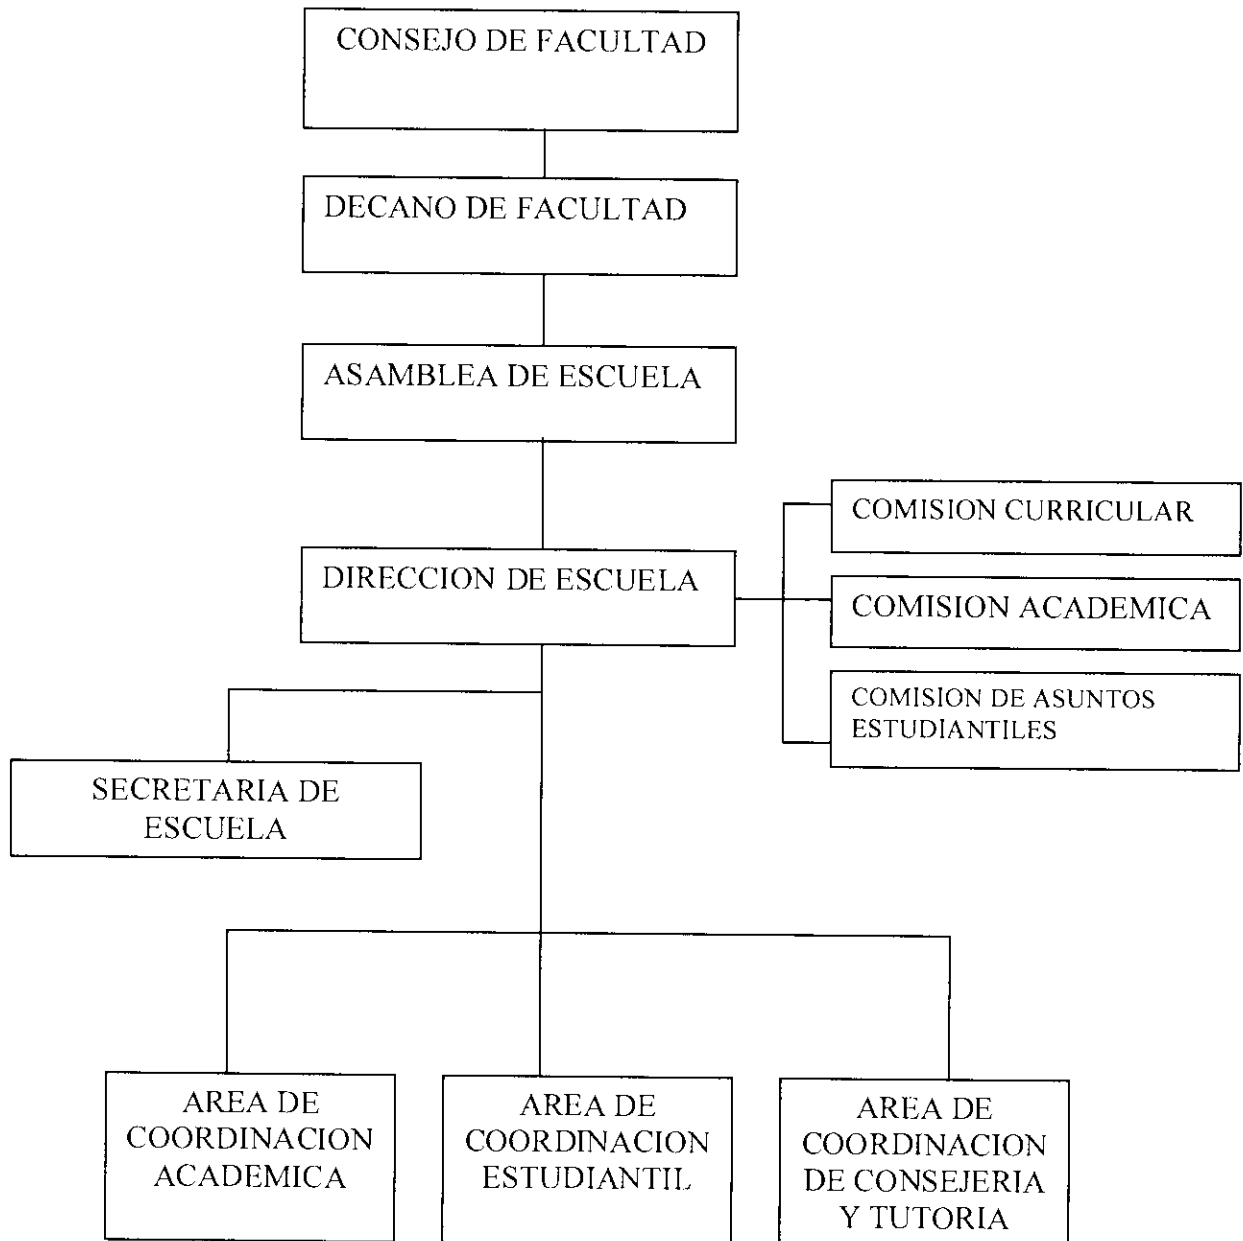 CONSEJO DE FACULTAD
DECANO DE FACULTAD
ASAMBLEA DE ESCUELA
DIRECCION DE ESCUELA
COMISION CURRICULAR
COMISION ACADEMICA
COMISION DE ASUNTOS
ESTUDIANTILES
SECRETARIA DE
ESCUELA
AREA DE
COORDINACION
ACADEMICA
AREA DE
COORDINACION
ESTUDIANTIL
AREA DE
COORDINACION
DE CONSEJERIA
Y TUTORIA